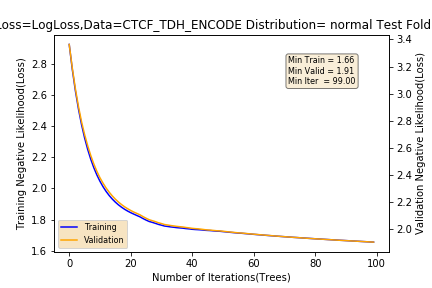 Loss=LogLoss,Data=CTCF_TDH_ENCODE Distribution= normal Test Fold
3.4
2.8
3.2
2.6
3.0
2.4
2.8
2.2
2.6
2.0
2.4
1.8
2.2
1.6
2.0
Training Negative Likelihood(Loss)
Validation Negative Likelihood(Loss)
Min Train = 1.66
Min Valid = 1.91
Min Iter = 99.00
Training
Validation
0 20 40 60 80 100
Number of Iterations(Trees)